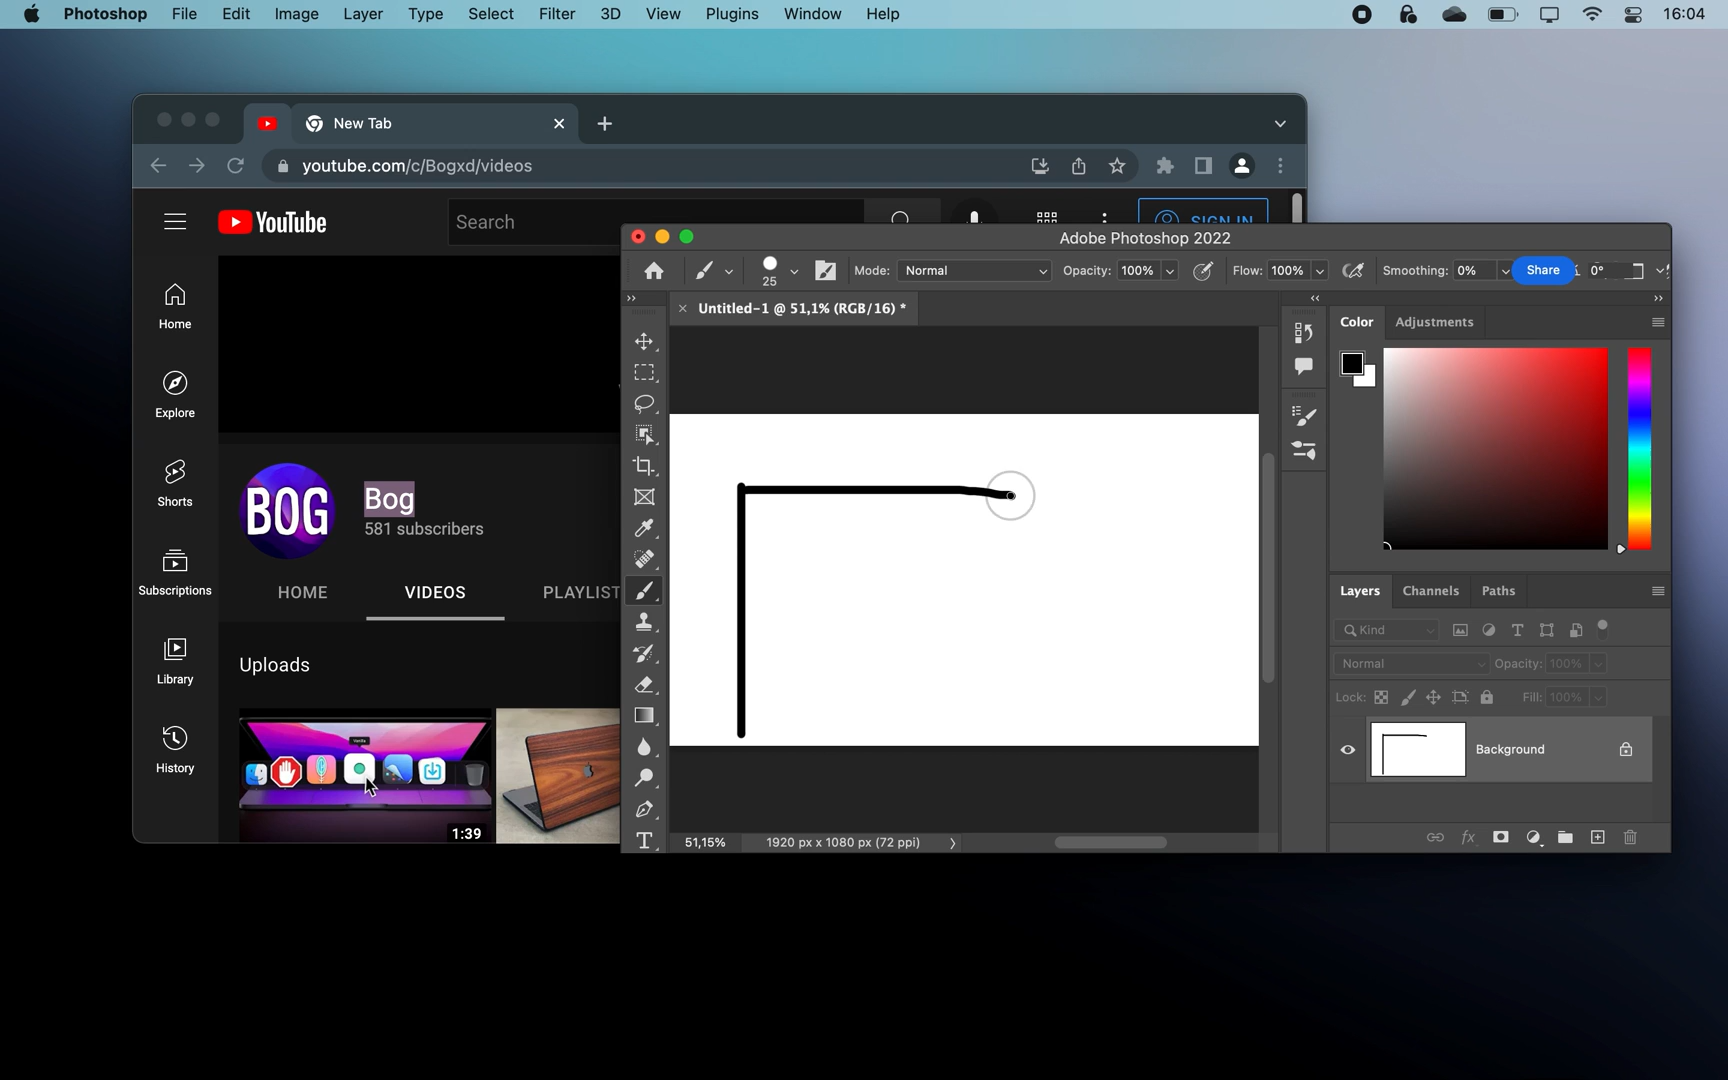 Photoshop File Edit Image Layer Type Select Filter 3D View Plugins Window Help 16:04
New Tab
youtube.com/c/Bogxd/videos
YouTube
Search
SIGN IN
Home
Explore
Shorts
Subscriptions
Library
History
BOG
Bog
581 subscribers
HOME VIDEOS PLAYLIST
Uploads
1:39
Adobe Photoshop 2022
25 Mode: Normal Opacity: 100% Flow: 100% Smoothing: 0% Share 0°
Untitled-1 @ 51,1% (RGB/16) *
51,15% 1920 px x 1080 px (72 ppi)
Color Adjustments
Layers Channels Paths
Kind
Normal Opacity: 100%
Lock: Fill: 100%
Background